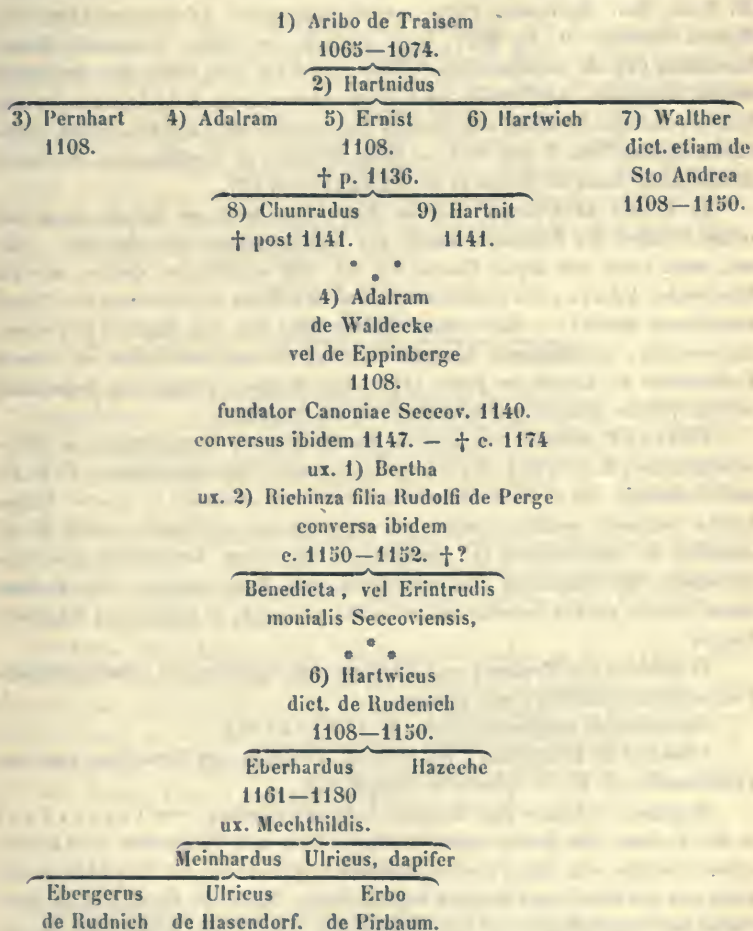 1) Aribo de Traisem
1065—1074.
2) Hartnidus
3) Pernhart 4) Adalram 5) Ernist 6) Hartwich 7) Walther
1108. 1108. dict. etiam de
† p. 1136. Sto Andrea
8) Chunradus 9) Hartnit 1108—1150.
† post 1141. 1141.
4) Adalram
de Waldecke
vel de Eppinberge
1108.
fundator Canoniae Seccov. 1140.
conversus ibidem 1147. — † c. 1174
ux. 1) Bertha
ux. 2) Richinza filia Rudolfi de Perge
conversa ibidem
c. 1150—1152. †?
Benedicta, vel Erintrudis
monialis Seccoviensis,
6) Hartwicus
dict. de Rudenich
1108—1150.
Eberhardus Hazeche
1161—1180
ux. Mechthildis.
Meinhardus Ulricus, dapifer
Ebergerus Ulricus Erbo
de Rudnich de Hasendorf. de Pirbaum.